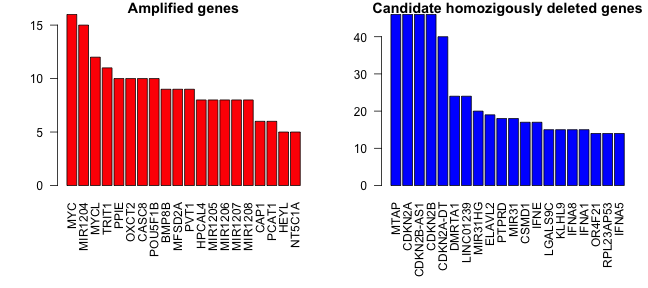 Amplified genes
15
10
5
0
MYC
MIR1204
MYCL
TRIT1
PPIE
OXCT2
CASC8
POU5F1B
BMP8B
MFSD2A
PVT1
HPCAL4
MIR1205
MIR1206
MIR1207
MIR1208
CAP1
PCAT1
HEYL
NT5C1A
Candidate homozigously deleted genes
40
30
20
10
0
MTAP
CDKN2A
CDKN2B-AS1
CDKN2B
CDKN2A-DT
DMRTA1
LINC01239
MIR31HG
ELAVL2
PTPRD
MIR31
CSMD1
IFNE
LGALS9C
KLHL9
IFNA8
IFNA1
OR4F21
RPL23AP53
IFNA5